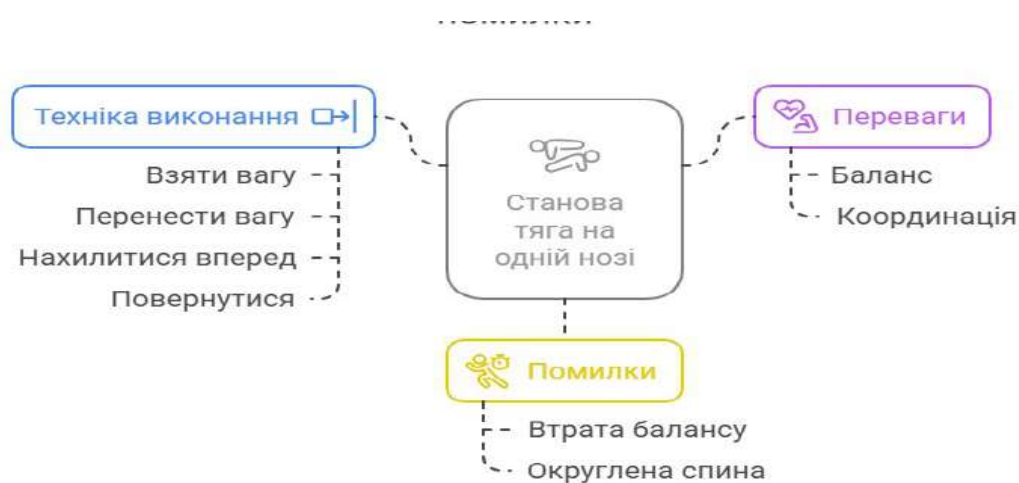 Техніка виконання
Взяти вагу
Перенести вагу
Нахилитися вперед
Повернутися
Станова
тяга на
одній нозі
Переваги
Баланс
Координація
Помилки
Втрата балансу
Округлена спина